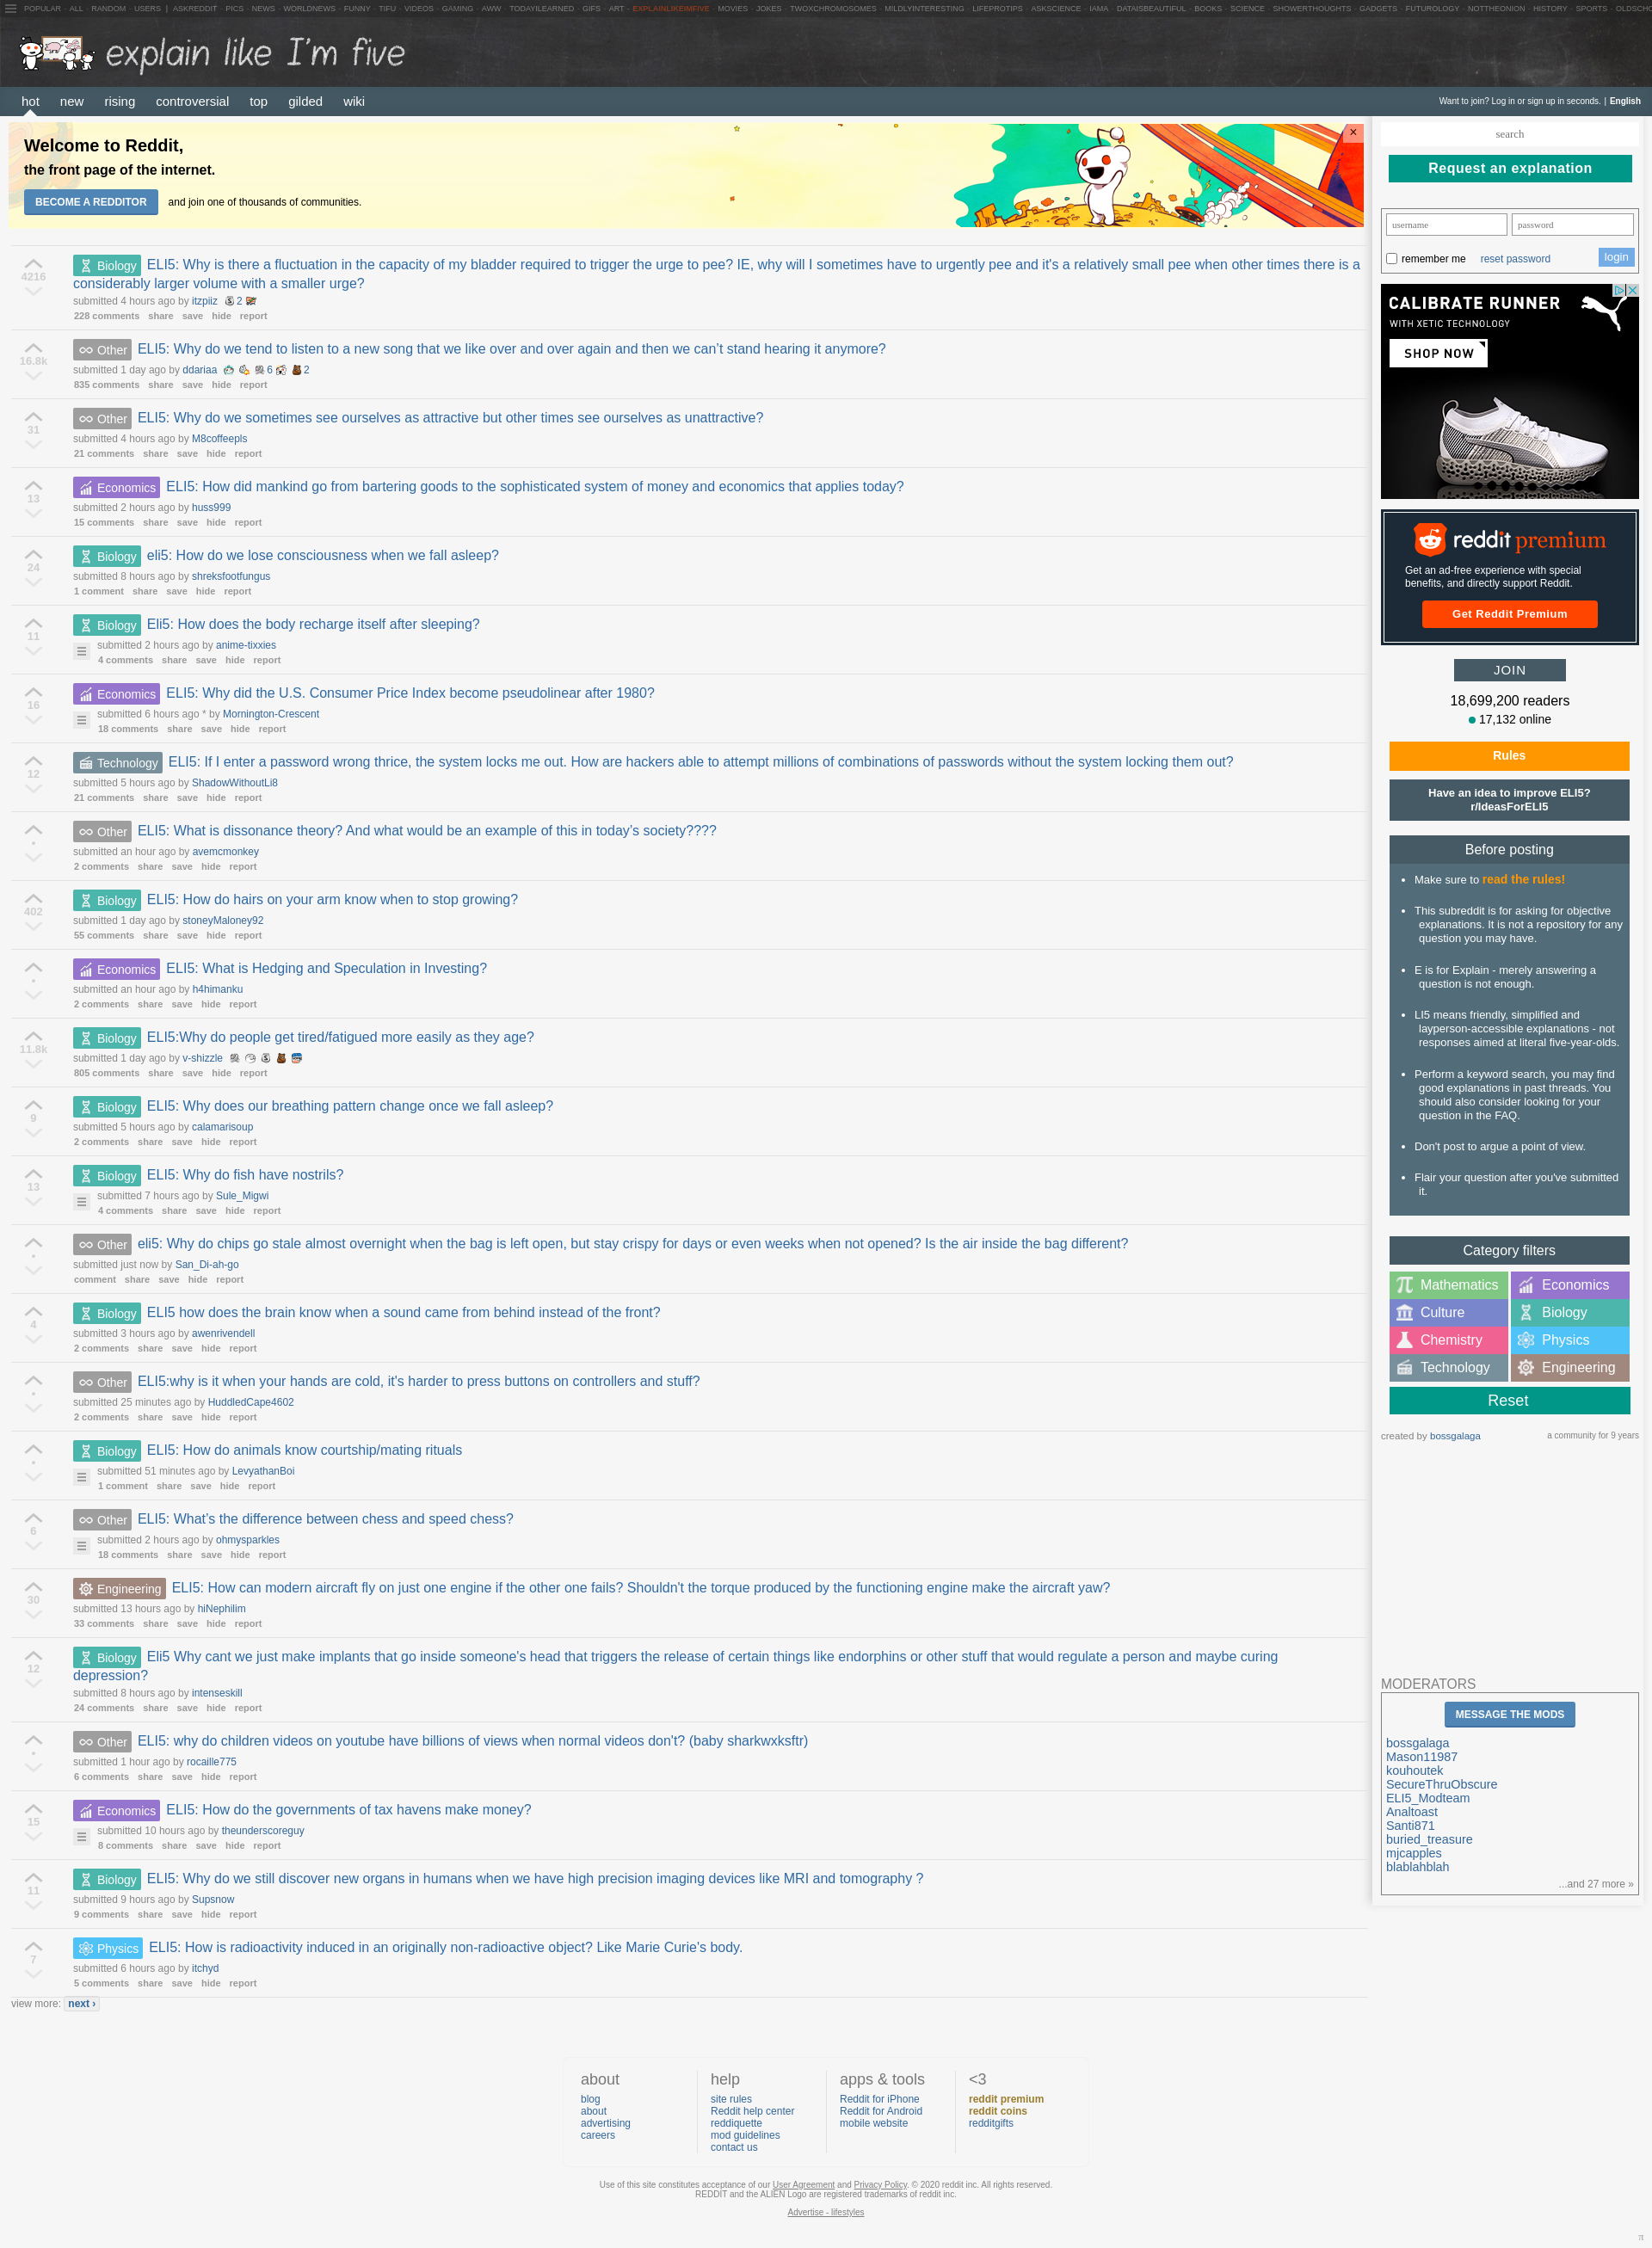 POPULAR - ALL - RANDOM - USERS | ASKREDDIT - PICS - NEWS - WORLDNEWS - FUNNY - TIFU - VIDEOS - GAMING - AWW - TODAYILEARNED - GIFS - ART - EXPLAINLIKEIMFIVE - MOVIES - JOKES - TWOXCHROMOSOMES - MILDLYINTERESTING - LIFEPROTIPS - ASKSCIENCE - IAMA - DATAISBEAUTIFUL - BOOKS - SCIENCE - SHOWERTHOUGHTS - GADGETS - FUTUROLOGY - NOTTHEONION - HISTORY - SPORTS - OLDSCHO
explain like I'm five
hot new rising controversial top gilded wiki
Want to join? Log in or sign up in seconds. | English
Welcome to Reddit,
the front page of the internet.
BECOME A REDDITOR and join one of thousands of communities.
×
4216
Biology ELI5: Why is there a fluctuation in the capacity of my bladder required to trigger the urge to pee? IE, why will I sometimes have to urgently pee and it's a relatively small pee when other times there is a
considerably larger volume with a smaller urge?
submitted 4 hours ago by itzpiiz 2
228 comments share save hide report
16.8k
Other ELI5: Why do we tend to listen to a new song that we like over and over again and then we can't stand hearing it anymore?
submitted 1 day ago by ddariaa 6 2
835 comments share save hide report
31
Other ELI5: Why do we sometimes see ourselves as attractive but other times see ourselves as unattractive?
submitted 4 hours ago by M8coffeepls
21 comments share save hide report
13
Economics ELI5: How did mankind go from bartering goods to the sophisticated system of money and economics that applies today?
submitted 2 hours ago by huss999
15 comments share save hide report
24
Biology eli5: How do we lose consciousness when we fall asleep?
submitted 8 hours ago by shreksfootfungus
1 comment share save hide report
11
Biology Eli5: How does the body recharge itself after sleeping?
submitted 2 hours ago by anime-tixxies
4 comments share save hide report
16
Economics ELI5: Why did the U.S. Consumer Price Index become pseudolinear after 1980?
submitted 6 hours ago * by Mornington-Crescent
18 comments share save hide report
12
Technology ELI5: If I enter a password wrong thrice, the system locks me out. How are hackers able to attempt millions of combinations of passwords without the system locking them out?
submitted 5 hours ago by ShadowWithoutLi8
21 comments share save hide report
•
Other ELI5: What is dissonance theory? And what would be an example of this in today's society????
submitted an hour ago by avemcmonkey
2 comments share save hide report
402
Biology ELI5: How do hairs on your arm know when to stop growing?
submitted 1 day ago by stoneyMaloney92
55 comments share save hide report
•
Economics ELI5: What is Hedging and Speculation in Investing?
submitted an hour ago by h4himanku
2 comments share save hide report
11.8k
Biology ELI5:Why do people get tired/fatigued more easily as they age?
submitted 1 day ago by v-shizzle
805 comments share save hide report
9
Biology ELI5: Why does our breathing pattern change once we fall asleep?
submitted 5 hours ago by calamarisoup
2 comments share save hide report
13
Biology ELI5: Why do fish have nostrils?
submitted 7 hours ago by Sule_Migwi
4 comments share save hide report
•
Other eli5: Why do chips go stale almost overnight when the bag is left open, but stay crispy for days or even weeks when not opened? Is the air inside the bag different?
submitted just now by San_Di-ah-go
comment share save hide report
4
Biology ELI5 how does the brain know when a sound came from behind instead of the front?
submitted 3 hours ago by awenrivendell
2 comments share save hide report
•
Other ELI5:why is it when your hands are cold, it's harder to press buttons on controllers and stuff?
submitted 25 minutes ago by HuddledCape4602
2 comments share save hide report
•
Biology ELI5: How do animals know courtship/mating rituals
submitted 51 minutes ago by LevyathanBoi
1 comment share save hide report
6
Other ELI5: What's the difference between chess and speed chess?
submitted 2 hours ago by ohmysparkles
18 comments share save hide report
30
Engineering ELI5: How can modern aircraft fly on just one engine if the other one fails? Shouldn't the torque produced by the functioning engine make the aircraft yaw?
submitted 13 hours ago by hiNephilim
33 comments share save hide report
12
Biology Eli5 Why cant we just make implants that go inside someone's head that triggers the release of certain things like endorphins or other stuff that would regulate a person and maybe curing
depression?
submitted 8 hours ago by intenseskill
24 comments share save hide report
•
Other ELI5: why do children videos on youtube have billions of views when normal videos don't? (baby sharkwxksftr)
submitted 1 hour ago by rocaille775
6 comments share save hide report
15
Economics ELI5: How do the governments of tax havens make money?
submitted 10 hours ago by theunderscoreguy
8 comments share save hide report
11
Biology ELI5: Why do we still discover new organs in humans when we have high precision imaging devices like MRI and tomography ?
submitted 9 hours ago by Supsnow
9 comments share save hide report
7
Physics ELI5: How is radioactivity induced in an originally non-radioactive object? Like Marie Curie's body.
submitted 6 hours ago by itchyd
5 comments share save hide report
view more: next ›
search
Request an explanation
username password
remember me reset password login
CALIBRATE RUNNER
WITH XETIC TECHNOLOGY
SHOP NOW
reddit premium
Get an ad-free experience with special
benefits, and directly support Reddit.
Get Reddit Premium
JOIN
18,699,200 readers
17,132 online
Rules
Have an idea to improve ELI5?
r/IdeasForELI5
Before posting
• Make sure to read the rules!
• This subreddit is for asking for objective
explanations. It is not a repository for any
question you may have.
• E is for Explain - merely answering a
question is not enough.
• LI5 means friendly, simplified and
layperson-accessible explanations - not
responses aimed at literal five-year-olds.
• Perform a keyword search, you may find
good explanations in past threads. You
should also consider looking for your
question in the FAQ.
• Don't post to argue a point of view.
• Flair your question after you've submitted
it.
Category filters
Mathematics Economics
Culture Biology
Chemistry Physics
Technology Engineering
Reset
created by bossgalaga a community for 9 years
MODERATORS
MESSAGE THE MODS
bossgalaga
Mason11987
kouhoutek
SecureThruObscure
ELI5_Modteam
Analtoast
Santi871
buried_treasure
mjcapples
blablahblah
...and 27 more »
about
blog
about
advertising
careers
help
site rules
Reddit help center
reddiquette
mod guidelines
contact us
apps & tools
Reddit for iPhone
Reddit for Android
mobile website
<3
reddit premium
reddit coins
redditgifts
Use of this site constitutes acceptance of our User Agreement and Privacy Policy. © 2020 reddit inc. All rights reserved.
REDDIT and the ALIEN Logo are registered trademarks of reddit inc.
Advertise - lifestyles
π